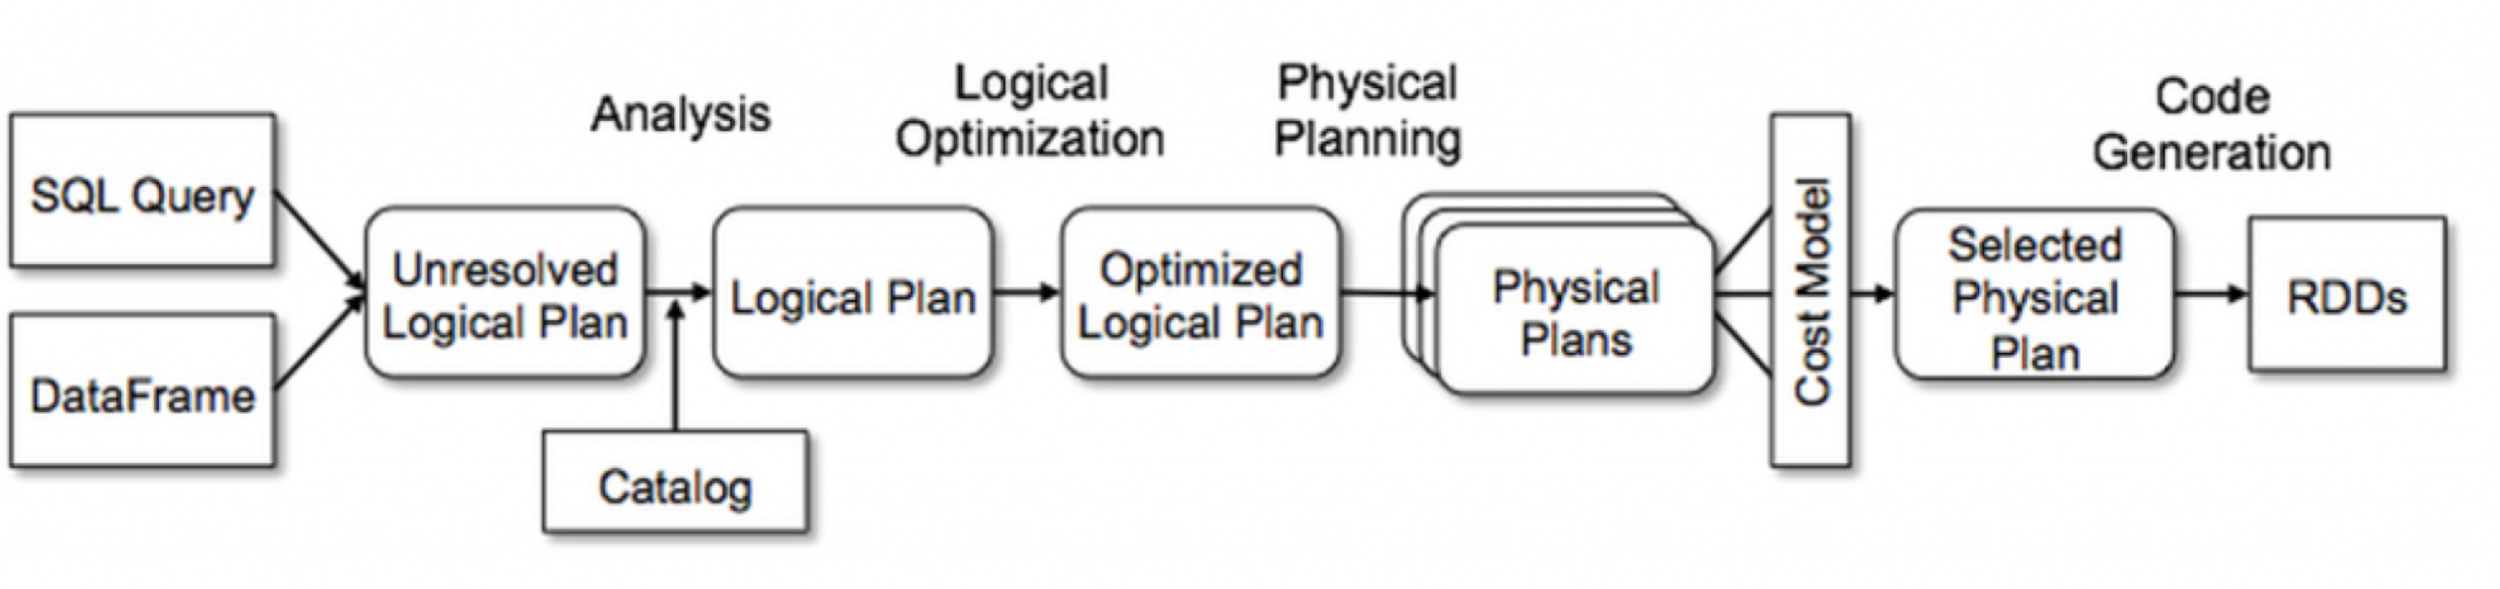 SQL Query
DataFrame
Analysis
Unresolved
Logical Plan
Catalog
Logical Plan
Logical
Optimization
Optimized
Logical Plan
Physical
Planning
Physical
Plans
Cost Model
Selected
Physical
Plan
Code
Generation
RDDs